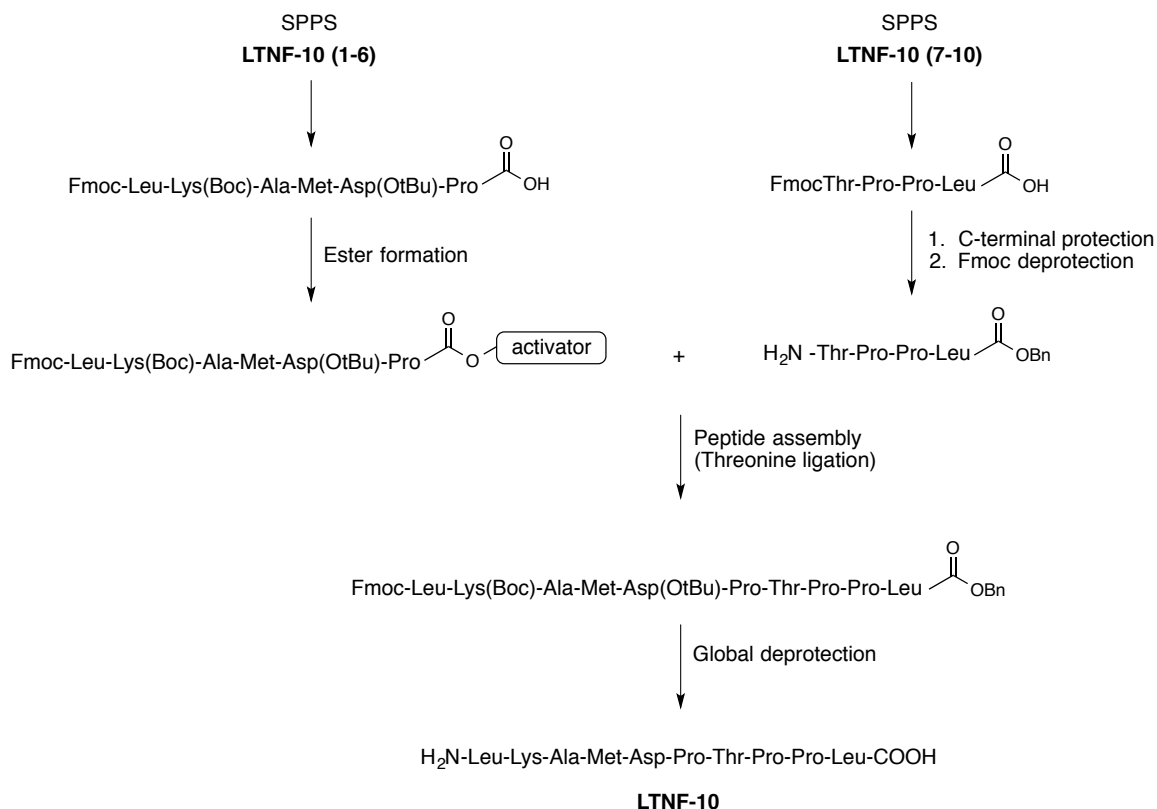 SPPS
LTNF-10 (1-6)
SPPS
LTNF-10 (7-10)
Fmoc-Leu-Lys(Boc)-Ala-Met-Asp(OtBu)-Pro
O
OH
FmocThr-Pro-Pro-Leu
O
OH
Ester formation
1. C-terminal protection
2. Fmoc deprotection
Fmoc-Leu-Lys(Boc)-Ala-Met-Asp(OtBu)-Pro
O
O
activator
+
H2N -Thr-Pro-Pro-Leu
O
OBn
Peptide assembly
(Threonine ligation)
Fmoc-Leu-Lys(Boc)-Ala-Met-Asp(OtBu)-Pro-Thr-Pro-Pro-Leu
O
OBn
Global deprotection
H2N-Leu-Lys-Ala-Met-Asp-Pro-Thr-Pro-Pro-Leu-COOH
LTNF-10